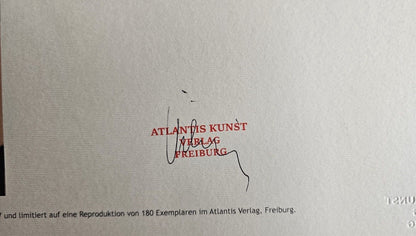 ATLANTIS KUNST
VERLAG
FREIBURG
und limitiert auf eine Reproduktion von 180 Exemplaren im Atlantis Verlag, Freiburg.